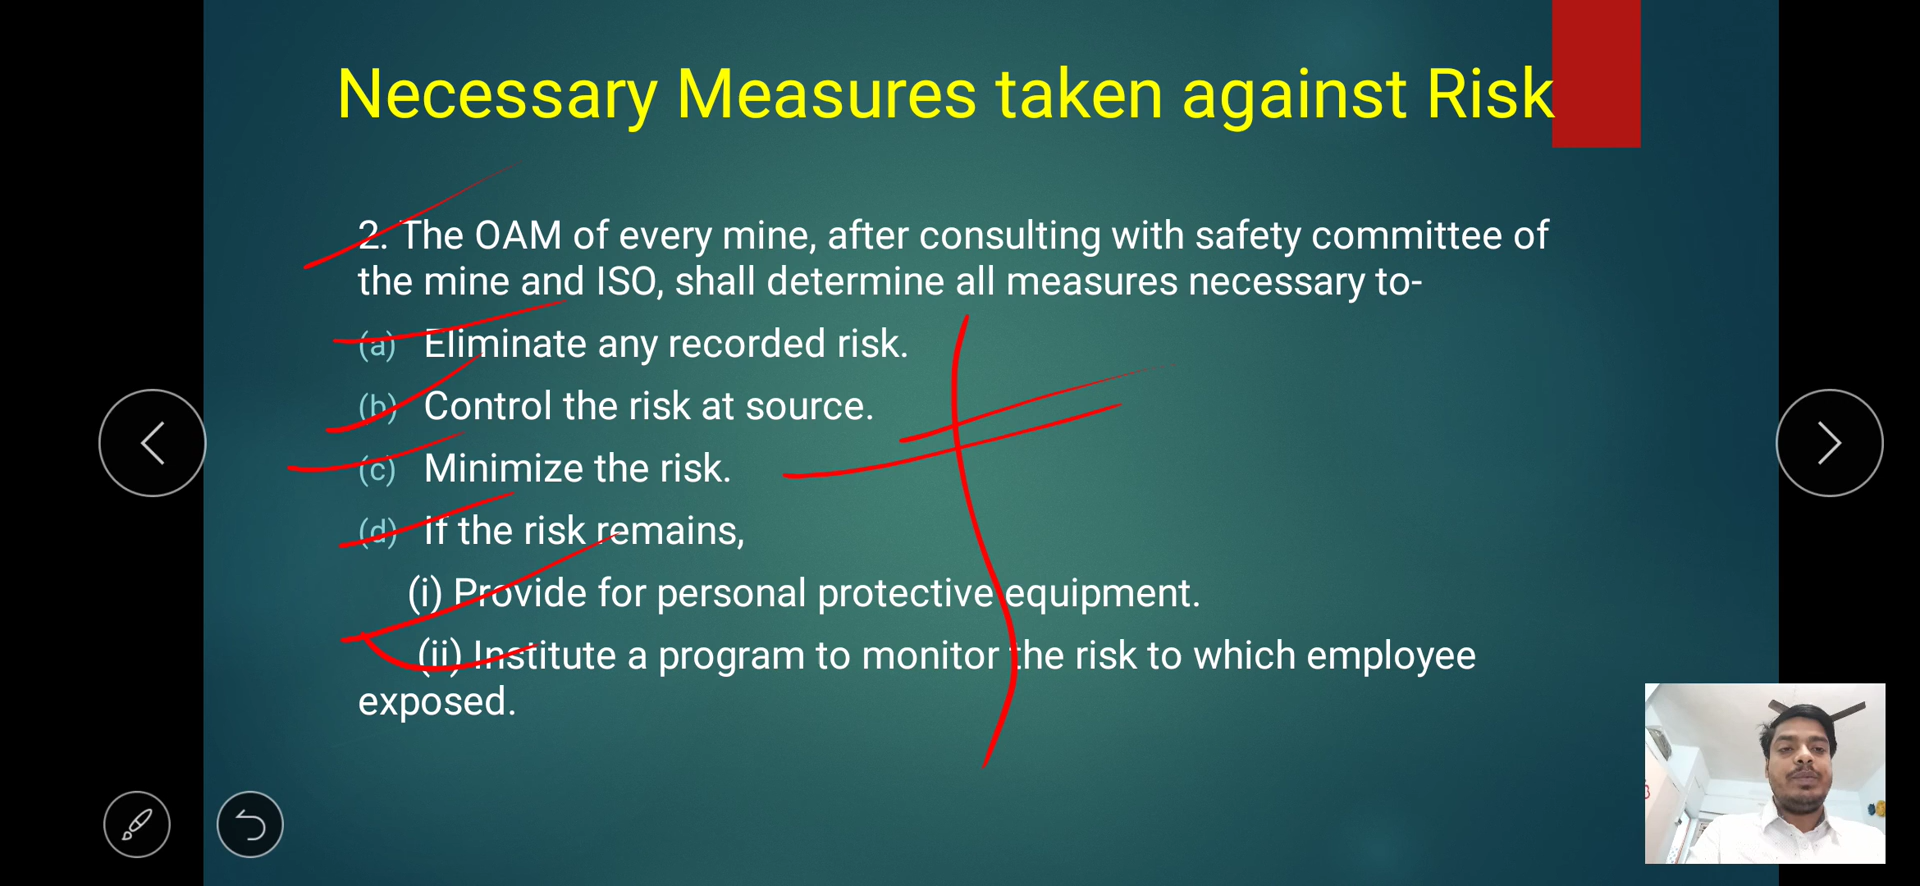 Necessary Measures taken against Risk
2. The OAM of every mine, after consulting with safety committee of
the mine and ISO, shall determine all measures necessary to-
(a) Eliminate any recorded risk.
(b) Control the risk at source.
(c) Minimize the risk.
(d) If the risk remains,
(i) Provide for personal protective equipment.
(ii) Institute a program to monitor the risk to which employee
exposed.